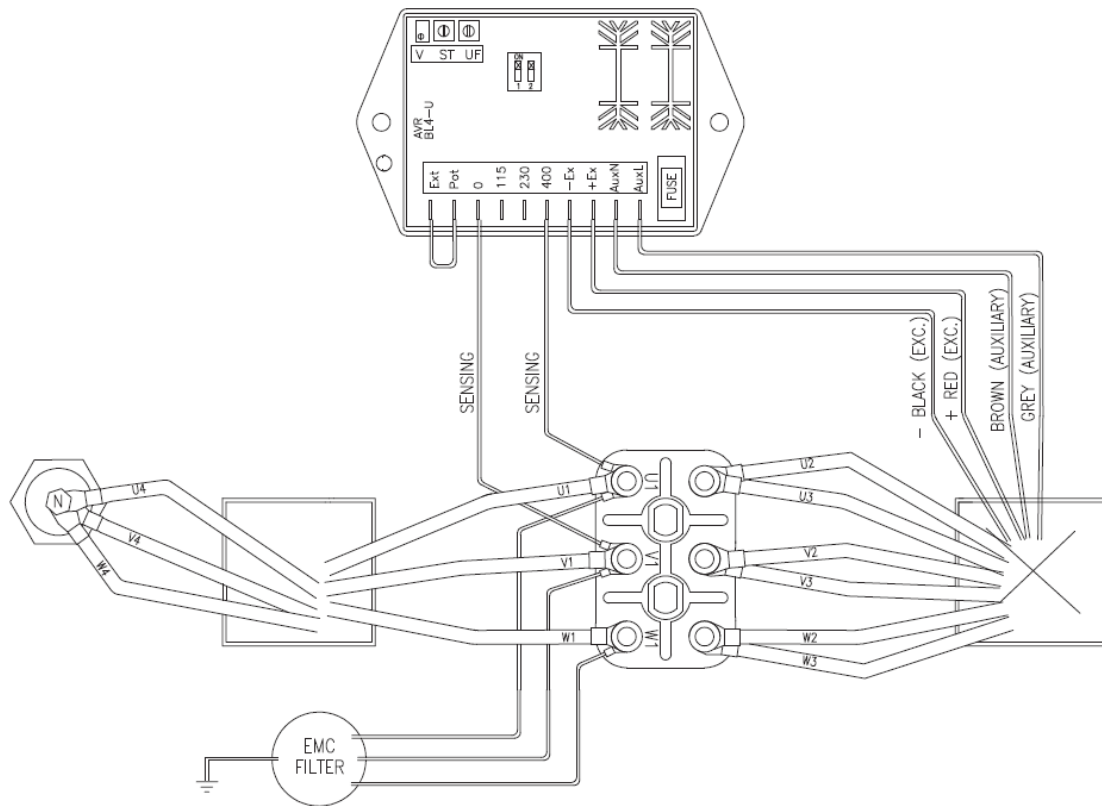 V ST UF
ON
1 2
AVR
BL4-U
Ext
Pot
0
115
230
400
-Ex
+Ex
AuxN
AuxL
FUSE
SENSING
SENSING
- BLACK (EXC.)
+ RED (EXC.)
BROWN (AUXILIARY)
GREY (AUXILIARY)
N
U4
V4
W4
U1
V1
W1
U1
V1
W1
U2
U3
V2
V3
W2
W3
EMC
FILTER